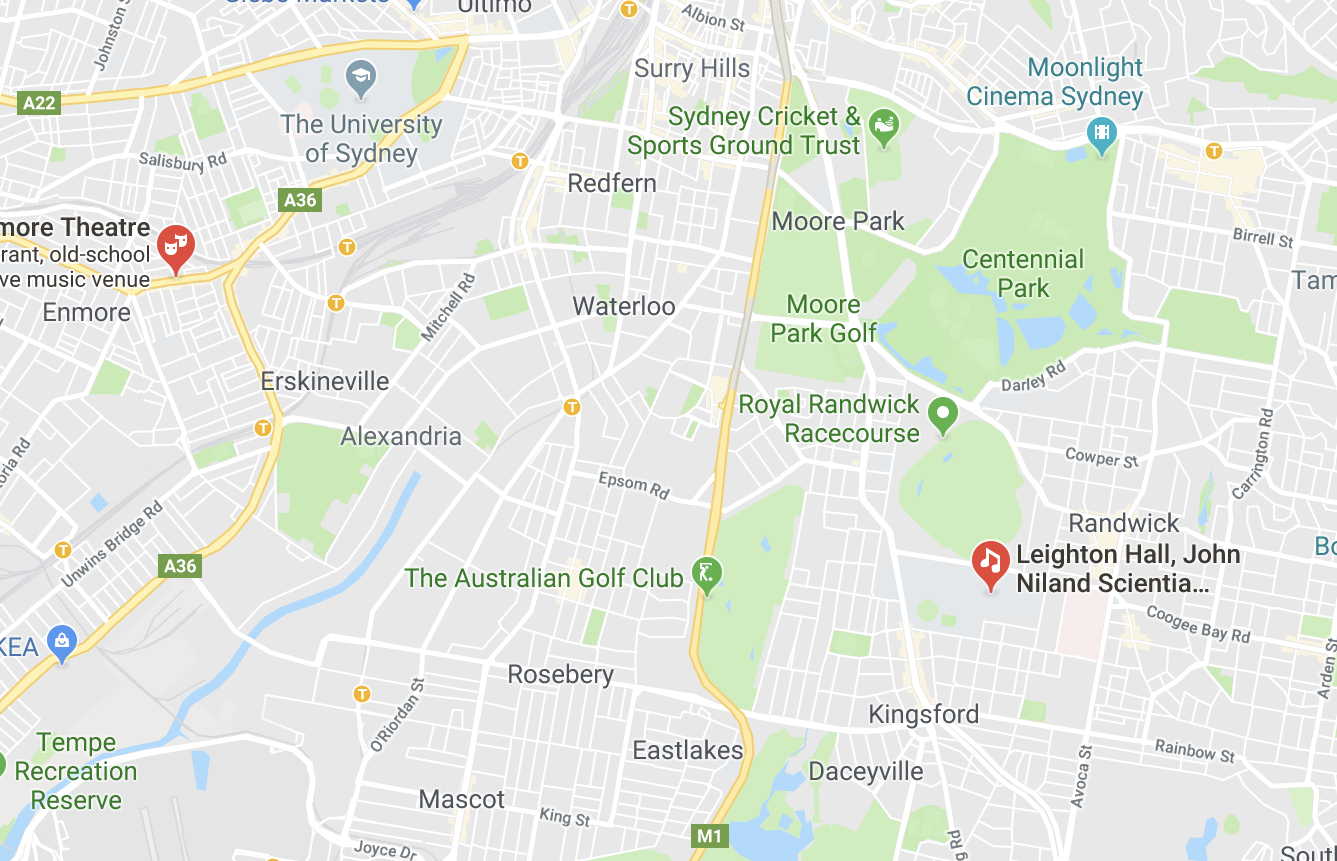 Globe Markets
Ultimo
Johnston S
Albion St
Surry Hills
Moonlight
Cinema Sydney
A22
The University
of Sydney
Sydney Cricket &
Sports Ground Trust
T
T
T
Salisbury Rd
Redfern
A36
Moore Park
more Theatre
rant, old-school
ve music venue
Enmore
T
T
Birrell St
Centennial
Park
Tam
Mitchell Rd
Waterloo
Moore
Park Golf
Erskineville
Darley Rd
T
T
Alexandria
Royal Randwick
Racecourse
Carrington Rd
Cowper St
oria Rd
Epsom Rd
Unwins Bridge Rd
T
A36
Randwick
Leighton Hall, John
Niland Scientia...
Bo
The Australian Golf Club
Coogee Bay Rd
KEA
Rosebery
Arden St
T
O'Riordan St
Kingsford
Tempe
Recreation
Reserve
Eastlakes
Daceyville
Rainbow St
Avoca St
Mascot
King St
M1
Joyce Dr
g Rd
South